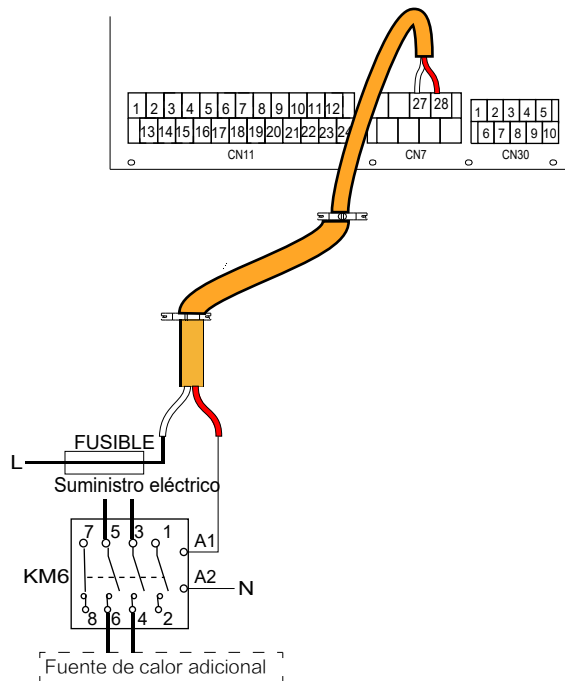 27 28
1 2 3 4 5 6 7 8 9 10 11 12
1 2 3 4 5
13 14 15 16 17 18 19 20 21 22 23 24
6 7 8 9 10
CN11 CN7 CN30
FUSIBLE
L
Suministro eléctrico
7 5 3 1
A1
KM6
A2
N
8 6 4 2
Fuente de calor adicional